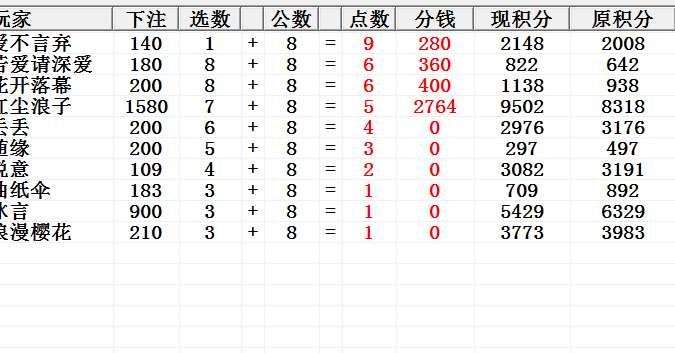 玩家 下注 选数 公数 点数 分钱 现积分 原积分
爱不言弃 140 1 + 8 = 9 280 2148 2008
若爱请深爱 180 8 + 8 = 6 360 822 642
花开落幕 200 8 + 8 = 6 400 1138 938
红尘浪子 1580 7 + 8 = 5 2764 9502 8318
丢丢 200 6 + 8 = 4 0 2976 3176
随缘 200 5 + 8 = 3 0 297 497
悦意 109 4 + 8 = 2 0 3082 3191
油纸伞 183 3 + 8 = 1 0 709 892
冰言 900 3 + 8 = 1 0 5429 6329
浪漫樱花 210 3 + 8 = 1 0 3773 3983